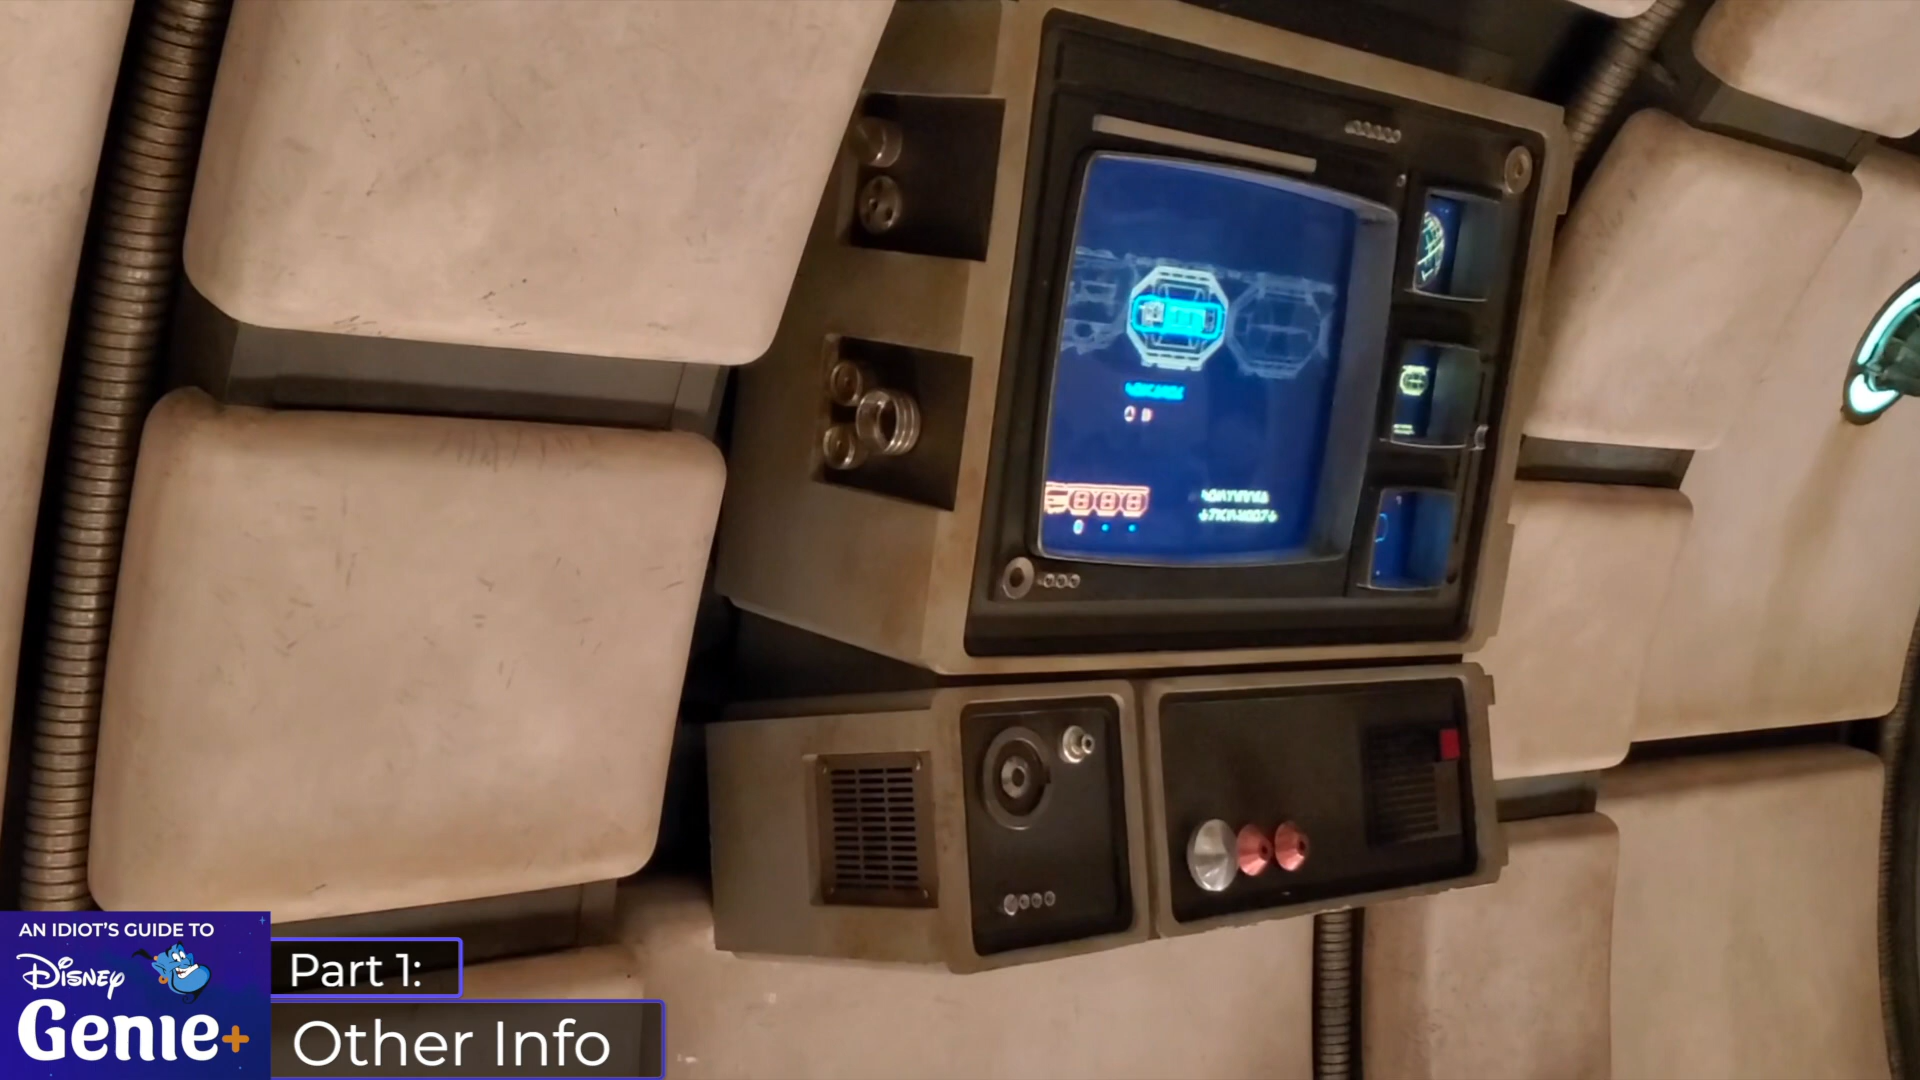 AN IDIOT'S GUIDE TO
Disney
Genie+
Part 1:
Other Info